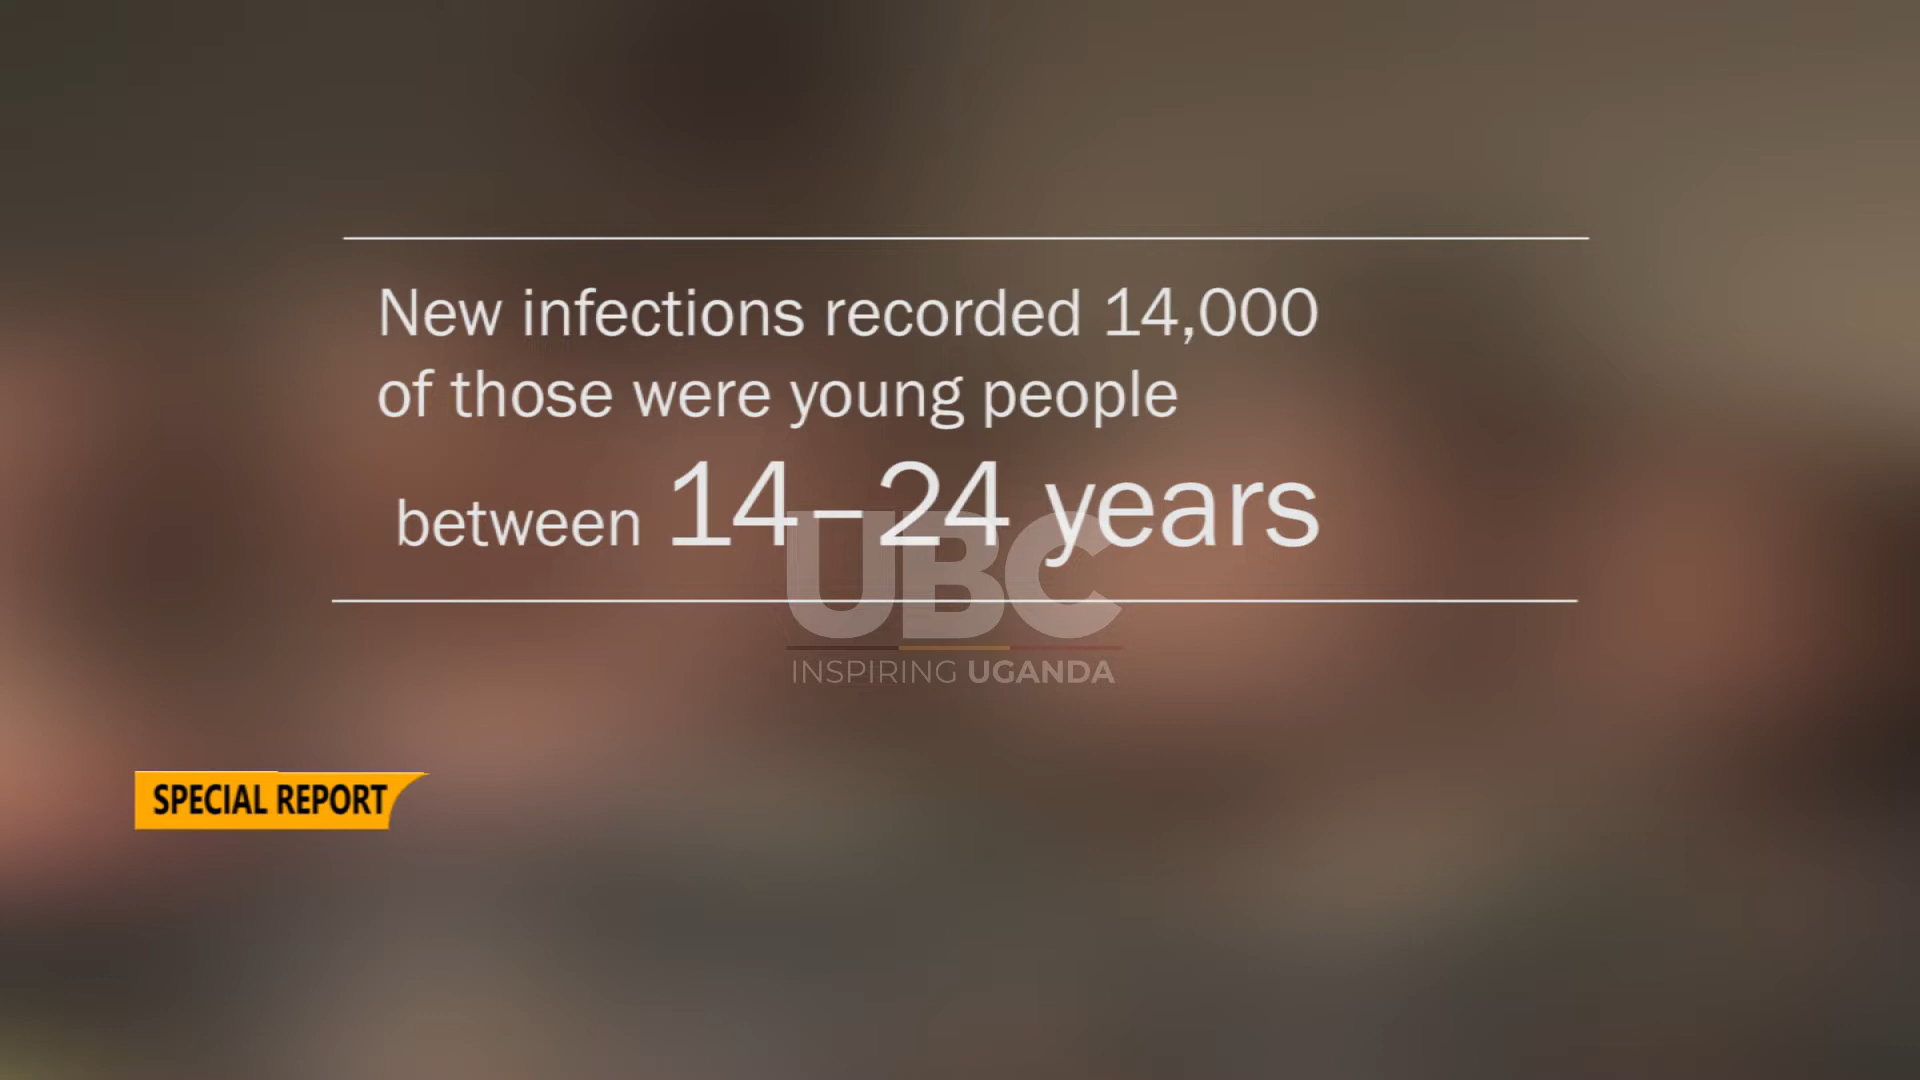 New infections recorded 14,000
of those were young people
between 14–24 years
UBC
INSPIRING UGANDA
SPECIAL REPORT